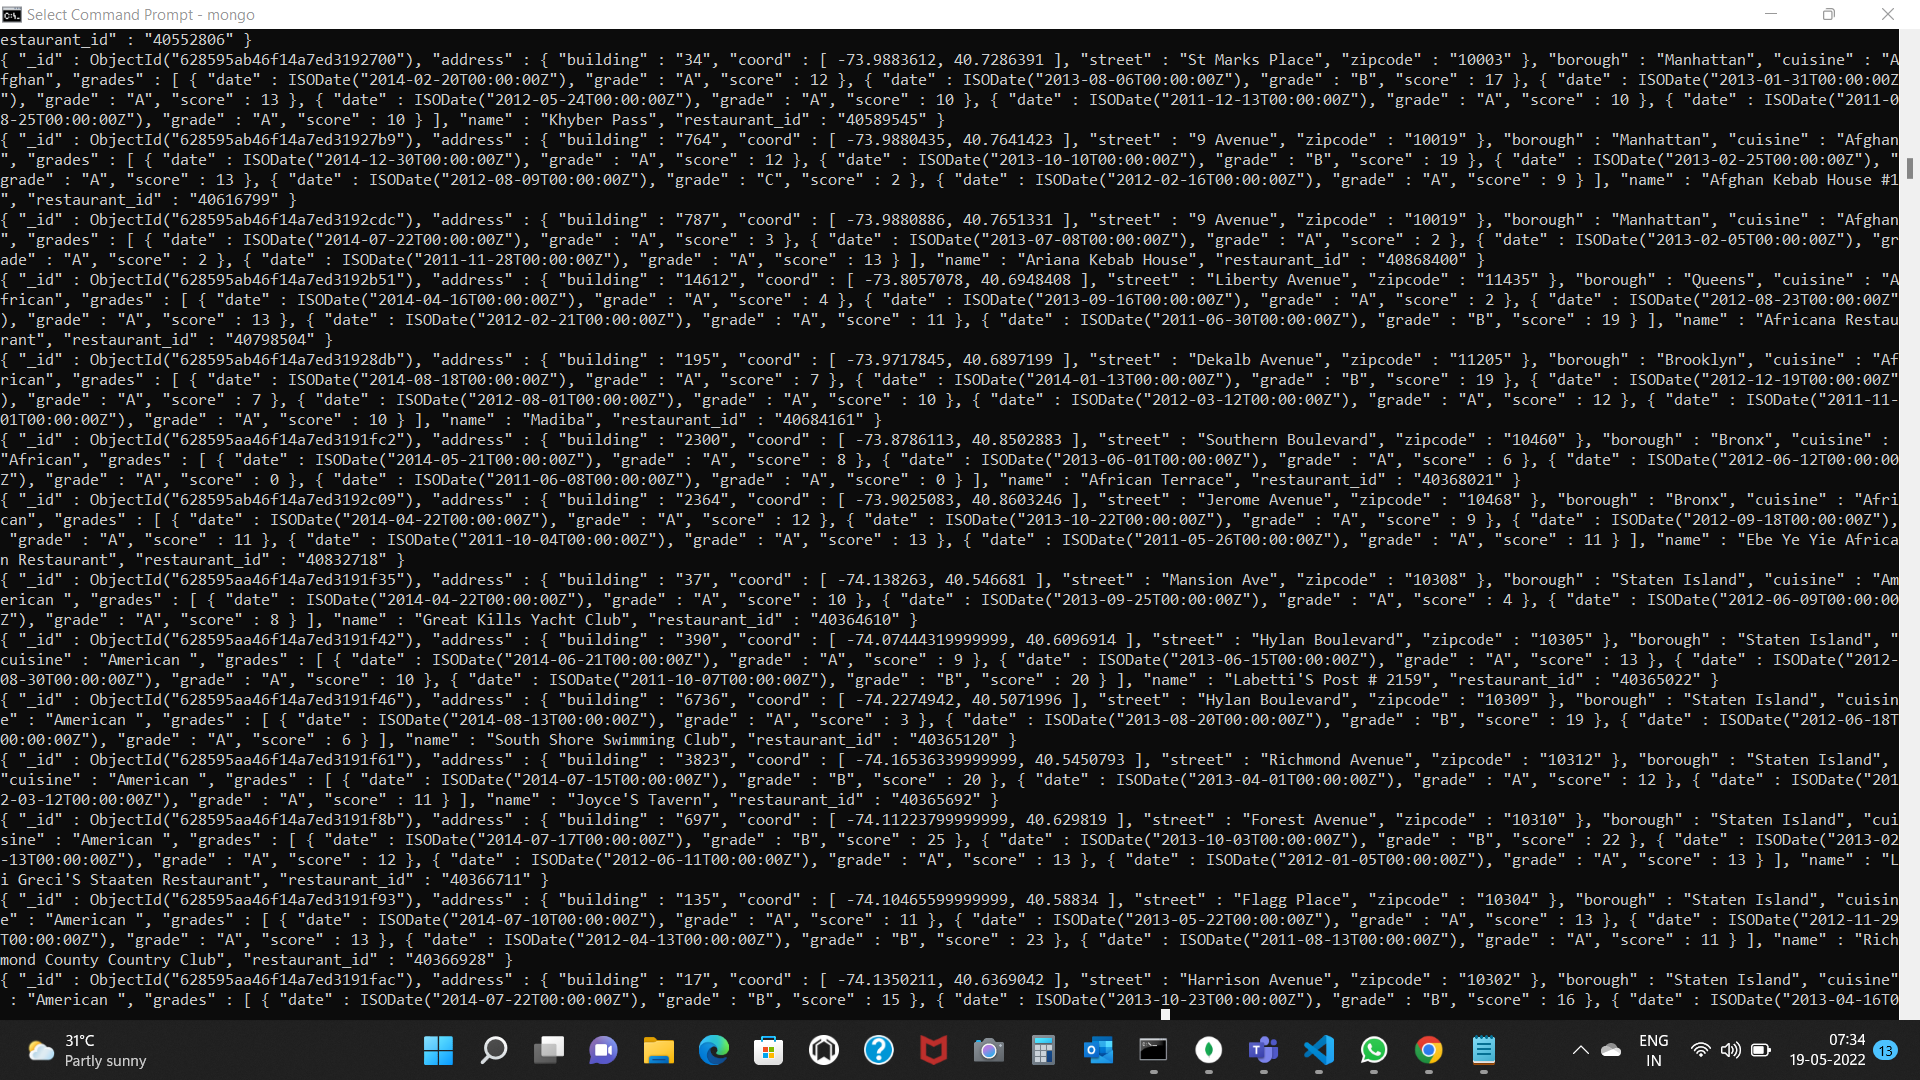 Select Command Prompt - mongo
estaurant_id" : "40552806" }
{ "_id" : ObjectId("628595ab46f14a7ed3192700"), "address" : { "building" : "34", "coord" : [ -73.9883612, 40.7286391 ], "street" : "St Marks Place", "zipcode" : "10003" }, "borough" : "Manhattan", "cuisine" : "A
fghan", "grades" : [ { "date" : ISODate("2014-02-20T00:00:00Z"), "grade" : "A", "score" : 12 }, { "date" : ISODate("2013-08-06T00:00:00Z"), "grade" : "B", "score" : 17 }, { "date" : ISODate("2013-01-31T00:00:00Z
"), "grade" : "A", "score" : 13 }, { "date" : ISODate("2012-05-24T00:00:00Z"), "grade" : "A", "score" : 10 }, { "date" : ISODate("2011-12-13T00:00:00Z"), "grade" : "A", "score" : 10 }, { "date" : ISODate("2011-0
8-25T00:00:00Z"), "grade" : "A", "score" : 10 } ], "name" : "Khyber Pass", "restaurant_id" : "40589545" }
{ "_id" : ObjectId("628595ab46f14a7ed31927b9"), "address" : { "building" : "764", "coord" : [ -73.9880435, 40.7641423 ], "street" : "9 Avenue", "zipcode" : "10019" }, "borough" : "Manhattan", "cuisine" : "Afghan
", "grades" : [ { "date" : ISODate("2014-12-30T00:00:00Z"), "grade" : "A", "score" : 12 }, { "date" : ISODate("2013-10-10T00:00:00Z"), "grade" : "B", "score" : 19 }, { "date" : ISODate("2013-02-25T00:00:00Z"), "
grade" : "A", "score" : 13 }, { "date" : ISODate("2012-08-09T00:00:00Z"), "grade" : "C", "score" : 2 }, { "date" : ISODate("2012-02-16T00:00:00Z"), "grade" : "A", "score" : 9 } ], "name" : "Afghan Kebab House #1
", "restaurant_id" : "40616799" }
{ "_id" : ObjectId("628595ab46f14a7ed3192cdc"), "address" : { "building" : "787", "coord" : [ -73.9880886, 40.7651331 ], "street" : "9 Avenue", "zipcode" : "10019" }, "borough" : "Manhattan", "cuisine" : "Afghan
", "grades" : [ { "date" : ISODate("2014-07-22T00:00:00Z"), "grade" : "A", "score" : 3 }, { "date" : ISODate("2013-07-08T00:00:00Z"), "grade" : "A", "score" : 2 }, { "date" : ISODate("2013-02-05T00:00:00Z"), "gr
ade" : "A", "score" : 2 }, { "date" : ISODate("2011-11-28T00:00:00Z"), "grade" : "A", "score" : 13 } ], "name" : "Ariana Kebab House", "restaurant_id" : "40868400" }
{ "_id" : ObjectId("628595ab46f14a7ed3192b51"), "address" : { "building" : "14612", "coord" : [ -73.8057078, 40.6948408 ], "street" : "Liberty Avenue", "zipcode" : "11435" }, "borough" : "Queens", "cuisine" : "A
frican", "grades" : [ { "date" : ISODate("2014-04-16T00:00:00Z"), "grade" : "A", "score" : 4 }, { "date" : ISODate("2013-09-16T00:00:00Z"), "grade" : "A", "score" : 2 }, { "date" : ISODate("2012-08-23T00:00:00Z"
), "grade" : "A", "score" : 13 }, { "date" : ISODate("2012-02-21T00:00:00Z"), "grade" : "A", "score" : 11 }, { "date" : ISODate("2011-06-30T00:00:00Z"), "grade" : "B", "score" : 19 } ], "name" : "Africana Restau
rant", "restaurant_id" : "40798504" }
{ "_id" : ObjectId("628595ab46f14a7ed31928db"), "address" : { "building" : "195", "coord" : [ -73.9717845, 40.6897199 ], "street" : "Dekalb Avenue", "zipcode" : "11205" }, "borough" : "Brooklyn", "cuisine" : "Af
rican", "grades" : [ { "date" : ISODate("2014-08-18T00:00:00Z"), "grade" : "A", "score" : 7 }, { "date" : ISODate("2014-01-13T00:00:00Z"), "grade" : "B", "score" : 19 }, { "date" : ISODate("2012-12-19T00:00:00Z"
), "grade" : "A", "score" : 7 }, { "date" : ISODate("2012-08-01T00:00:00Z"), "grade" : "A", "score" : 10 }, { "date" : ISODate("2012-03-12T00:00:00Z"), "grade" : "A", "score" : 12 }, { "date" : ISODate("2011-11-
01T00:00:00Z"), "grade" : "A", "score" : 10 } ], "name" : "Madiba", "restaurant_id" : "40684161" }
{ "_id" : ObjectId("628595aa46f14a7ed3191fc2"), "address" : { "building" : "2300", "coord" : [ -73.8786113, 40.8502883 ], "street" : "Southern Boulevard", "zipcode" : "10460" }, "borough" : "Bronx", "cuisine" :
"African", "grades" : [ { "date" : ISODate("2014-05-21T00:00:00Z"), "grade" : "A", "score" : 8 }, { "date" : ISODate("2013-06-01T00:00:00Z"), "grade" : "A", "score" : 6 }, { "date" : ISODate("2012-06-12T00:00:00
Z"), "grade" : "A", "score" : 0 }, { "date" : ISODate("2011-06-08T00:00:00Z"), "grade" : "A", "score" : 0 } ], "name" : "African Terrace", "restaurant_id" : "40368021" }
{ "_id" : ObjectId("628595ab46f14a7ed3192c09"), "address" : { "building" : "2364", "coord" : [ -73.9025083, 40.8603246 ], "street" : "Jerome Avenue", "zipcode" : "10468" }, "borough" : "Bronx", "cuisine" : "Afri
can", "grades" : [ { "date" : ISODate("2014-04-22T00:00:00Z"), "grade" : "A", "score" : 12 }, { "date" : ISODate("2013-10-22T00:00:00Z"), "grade" : "A", "score" : 9 }, { "date" : ISODate("2012-09-18T00:00:00Z"),
"grade" : "A", "score" : 11 }, { "date" : ISODate("2011-10-04T00:00:00Z"), "grade" : "A", "score" : 13 }, { "date" : ISODate("2011-05-26T00:00:00Z"), "grade" : "A", "score" : 11 } ], "name" : "Ebe Ye Yie Africa
n Restaurant", "restaurant_id" : "40832718" }
{ "_id" : ObjectId("628595aa46f14a7ed3191f35"), "address" : { "building" : "37", "coord" : [ -74.138263, 40.546681 ], "street" : "Mansion Ave", "zipcode" : "10308" }, "borough" : "Staten Island", "cuisine" : "Am
erican ", "grades" : [ { "date" : ISODate("2014-04-22T00:00:00Z"), "grade" : "A", "score" : 10 }, { "date" : ISODate("2013-09-25T00:00:00Z"), "grade" : "A", "score" : 4 }, { "date" : ISODate("2012-06-09T00:00:00
Z"), "grade" : "A", "score" : 8 } ], "name" : "Great Kills Yacht Club", "restaurant_id" : "40364610" }
{ "_id" : ObjectId("628595aa46f14a7ed3191f42"), "address" : { "building" : "390", "coord" : [ -74.07444319999999, 40.6096914 ], "street" : "Hylan Boulevard", "zipcode" : "10305" }, "borough" : "Staten Island", "
cuisine" : "American ", "grades" : [ { "date" : ISODate("2014-06-21T00:00:00Z"), "grade" : "A", "score" : 9 }, { "date" : ISODate("2013-06-15T00:00:00Z"), "grade" : "A", "score" : 13 }, { "date" : ISODate("2012-
08-30T00:00:00Z"), "grade" : "A", "score" : 10 }, { "date" : ISODate("2011-10-07T00:00:00Z"), "grade" : "B", "score" : 20 } ], "name" : "Labetti'S Post # 2159", "restaurant_id" : "40365022" }
{ "_id" : ObjectId("628595aa46f14a7ed3191f46"), "address" : { "building" : "6736", "coord" : [ -74.2274942, 40.5071996 ], "street" : "Hylan Boulevard", "zipcode" : "10309" }, "borough" : "Staten Island", "cuisin
e" : "American ", "grades" : [ { "date" : ISODate("2014-08-13T00:00:00Z"), "grade" : "A", "score" : 3 }, { "date" : ISODate("2013-08-20T00:00:00Z"), "grade" : "B", "score" : 19 }, { "date" : ISODate("2012-06-18T
00:00:00Z"), "grade" : "A", "score" : 6 } ], "name" : "South Shore Swimming Club", "restaurant_id" : "40365120" }
{ "_id" : ObjectId("628595aa46f14a7ed3191f61"), "address" : { "building" : "3823", "coord" : [ -74.16536339999999, 40.5450793 ], "street" : "Richmond Avenue", "zipcode" : "10312" }, "borough" : "Staten Island",
"cuisine" : "American ", "grades" : [ { "date" : ISODate("2014-07-15T00:00:00Z"), "grade" : "B", "score" : 20 }, { "date" : ISODate("2013-04-01T00:00:00Z"), "grade" : "A", "score" : 12 }, { "date" : ISODate("201
2-03-12T00:00:00Z"), "grade" : "A", "score" : 11 } ], "name" : "Joyce'S Tavern", "restaurant_id" : "40365692" }
{ "_id" : ObjectId("628595aa46f14a7ed3191f8b"), "address" : { "building" : "697", "coord" : [ -74.11223799999999, 40.629819 ], "street" : "Forest Avenue", "zipcode" : "10310" }, "borough" : "Staten Island", "cui
sine" : "American ", "grades" : [ { "date" : ISODate("2014-07-17T00:00:00Z"), "grade" : "B", "score" : 25 }, { "date" : ISODate("2013-10-03T00:00:00Z"), "grade" : "B", "score" : 22 }, { "date" : ISODate("2013-02
-13T00:00:00Z"), "grade" : "A", "score" : 12 }, { "date" : ISODate("2012-06-11T00:00:00Z"), "grade" : "A", "score" : 13 }, { "date" : ISODate("2012-01-05T00:00:00Z"), "grade" : "A", "score" : 13 } ], "name" : "L
i Greci'S Staaten Restaurant", "restaurant_id" : "40366711" }
{ "_id" : ObjectId("628595aa46f14a7ed3191f93"), "address" : { "building" : "135", "coord" : [ -74.10465599999999, 40.58834 ], "street" : "Flagg Place", "zipcode" : "10304" }, "borough" : "Staten Island", "cuisin
e" : "American ", "grades" : [ { "date" : ISODate("2014-07-10T00:00:00Z"), "grade" : "A", "score" : 11 }, { "date" : ISODate("2013-05-22T00:00:00Z"), "grade" : "A", "score" : 13 }, { "date" : ISODate("2012-11-29
T00:00:00Z"), "grade" : "A", "score" : 13 }, { "date" : ISODate("2012-04-13T00:00:00Z"), "grade" : "B", "score" : 23 }, { "date" : ISODate("2011-08-13T00:00:00Z"), "grade" : "A", "score" : 11 } ], "name" : "Rich
mond County Country Club", "restaurant_id" : "40366928" }
{ "_id" : ObjectId("628595aa46f14a7ed3191fac"), "address" : { "building" : "17", "coord" : [ -74.1350211, 40.6369042 ], "street" : "Harrison Avenue", "zipcode" : "10302" }, "borough" : "Staten Island", "cuisine"
: "American ", "grades" : [ { "date" : ISODate("2014-07-22T00:00:00Z"), "grade" : "B", "score" : 15 }, { "date" : ISODate("2013-10-23T00:00:00Z"), "grade" : "B", "score" : 16 }, { "date" : ISODate("2013-04-16T0
31°C
Partly sunny
ENG
IN
07:34
19-05-2022
13